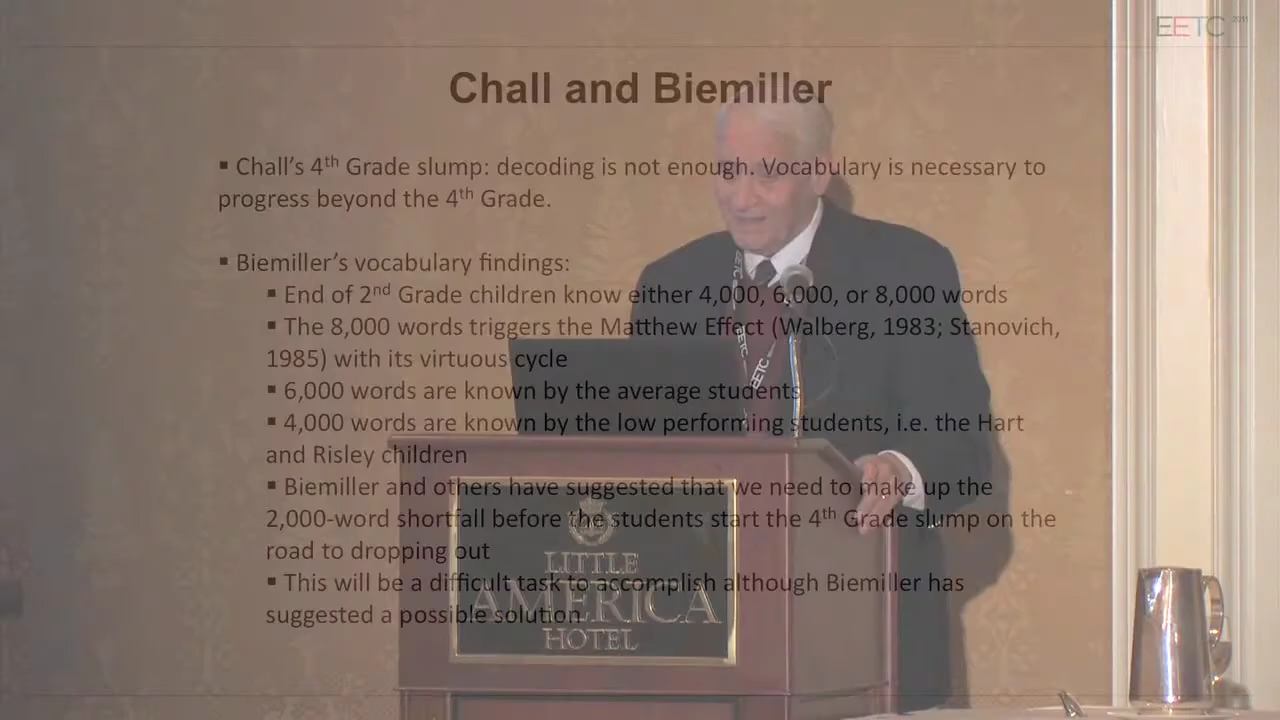 EETC 2011
Chall and Biemiller
▪ Chall’s 4th Grade slump: decoding is not enough. Vocabulary is necessary to
progress beyond the 4th Grade.
▪ Biemiller’s vocabulary findings:
▪ End of 2nd Grade children know either 4,000, 6,000, or 8,000 words
▪ The 8,000 words triggers the Matthew Effect (Walberg, 1983; Stanovich,
1985) with its virtuous cycle
▪ 6,000 words are known by the average students
▪ 4,000 words are known by the low performing students, i.e. the Hart
and Risley children
▪ Biemiller and others have suggested that we need to make up the
2,000-word shortfall before the students start the 4th Grade slump on the
road to dropping out
▪ This will be a difficult task to accomplish although Biemiller has
suggested a possible solution
EETC
EETC
LITTLE
AMERICA
HOTEL